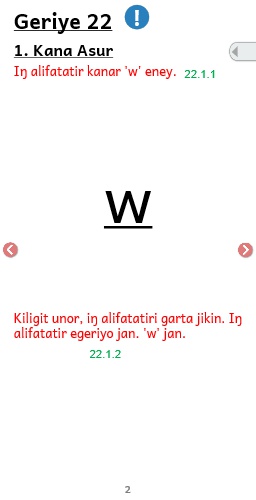 Geriye 22
1. Kana Asur
Iŋ alifatatir kanar 'w' eney. 22.1.1
w
Kiligit unor, iŋ alifatatiri garta jikin. Iŋ
alifatatir egeriyo jan. 'w' jan.
22.1.2
2